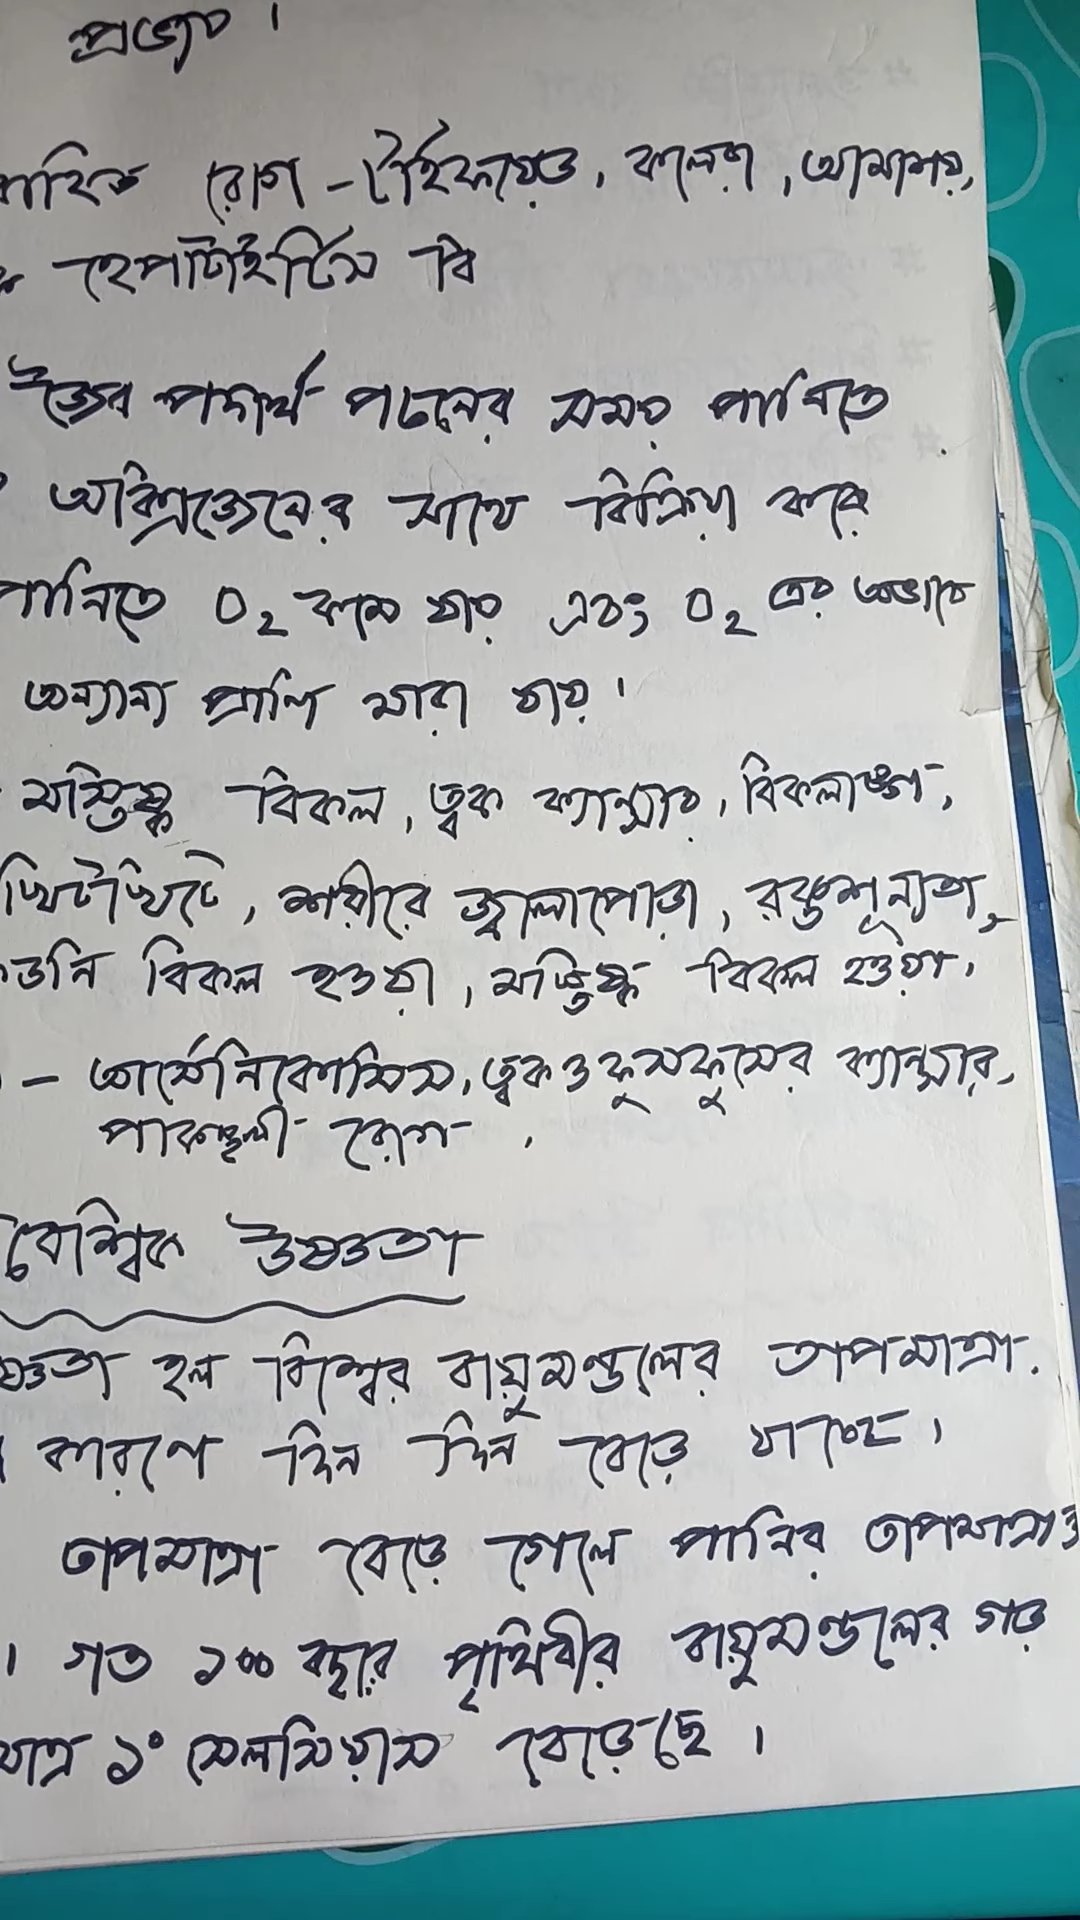 প্রভাব।
বাহিত রোগ - টাইফয়েড, কলেরা, আমাশয়,
হেপাটাইটিস বি
জৈব পদার্থ পচনের সময় পানিতে
অক্সিজেনের সাথে বিক্রিয়া করে
পানিতে O₂ কমে যায় এবং O₂ এর অভাবে
অন্যান্য প্রাণি মারা যায়।
মস্তিষ্ক বিকল, ত্বক ক্যান্সার, বিকলাঙ্গ,
খিটখিটে, শরীরে জ্বালাপোড়া, রক্তশূন্যতা,
কিডনি বিকল হওয়া, মস্তিষ্ক বিকল হওয়া,
- আর্সেনিকোসিস, ত্বক ও ফুসফুসের ক্যান্সার,
পাকস্থলী রোগ,
বৈশ্বিক উষ্ণতা
ষ্ণতা হল বিশ্বের বায়ুমণ্ডলের তাপমাত্রা
কারণে দিন দিন বেড়ে যাচ্ছে।
তাপমাত্রা বেড়ে গেলে পানির তাপমাত্রাও
। গত ১০০ বছরে পৃথিবীর বায়ুমণ্ডলের গড়
মাত্র ১° সেলসিয়াস বেড়েছে।